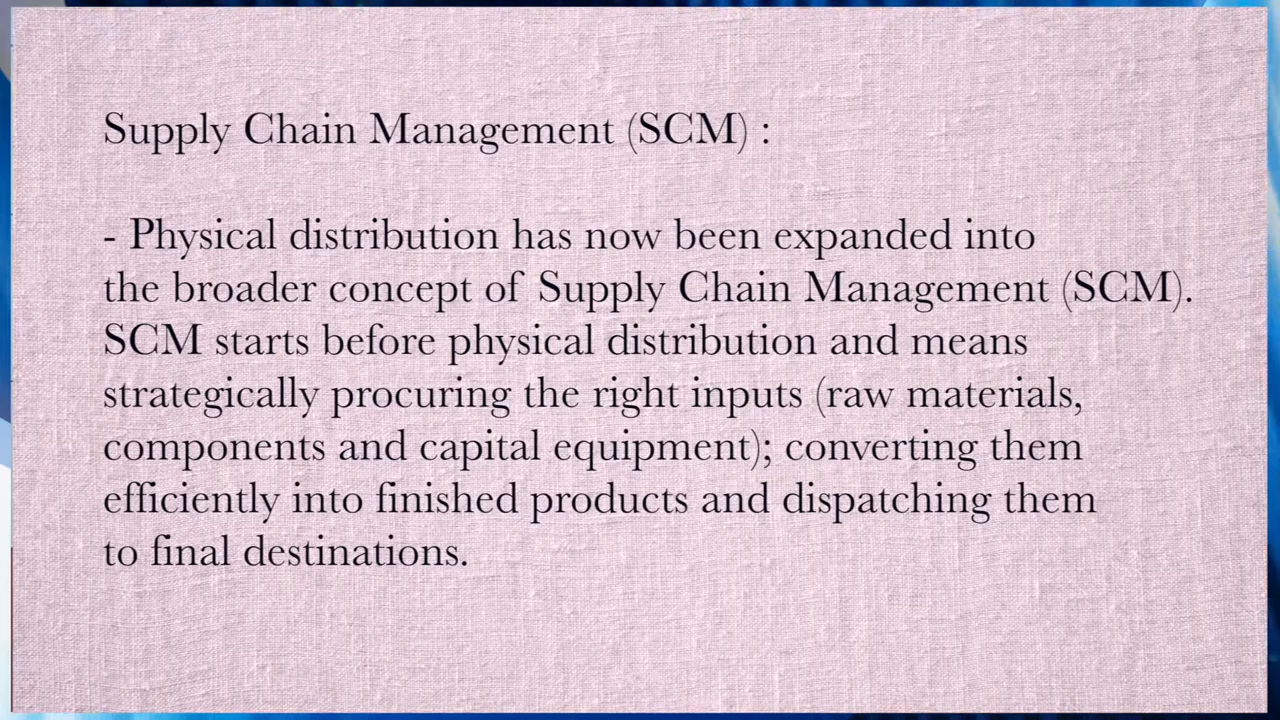 Supply Chain Management (SCM) :
- Physical distribution has now been expanded into
the broader concept of Supply Chain Management (SCM).
SCM starts before physical distribution and means
strategically procuring the right inputs (raw materials,
components and capital equipment); converting them
efficiently into finished products and dispatching them
to final destinations.